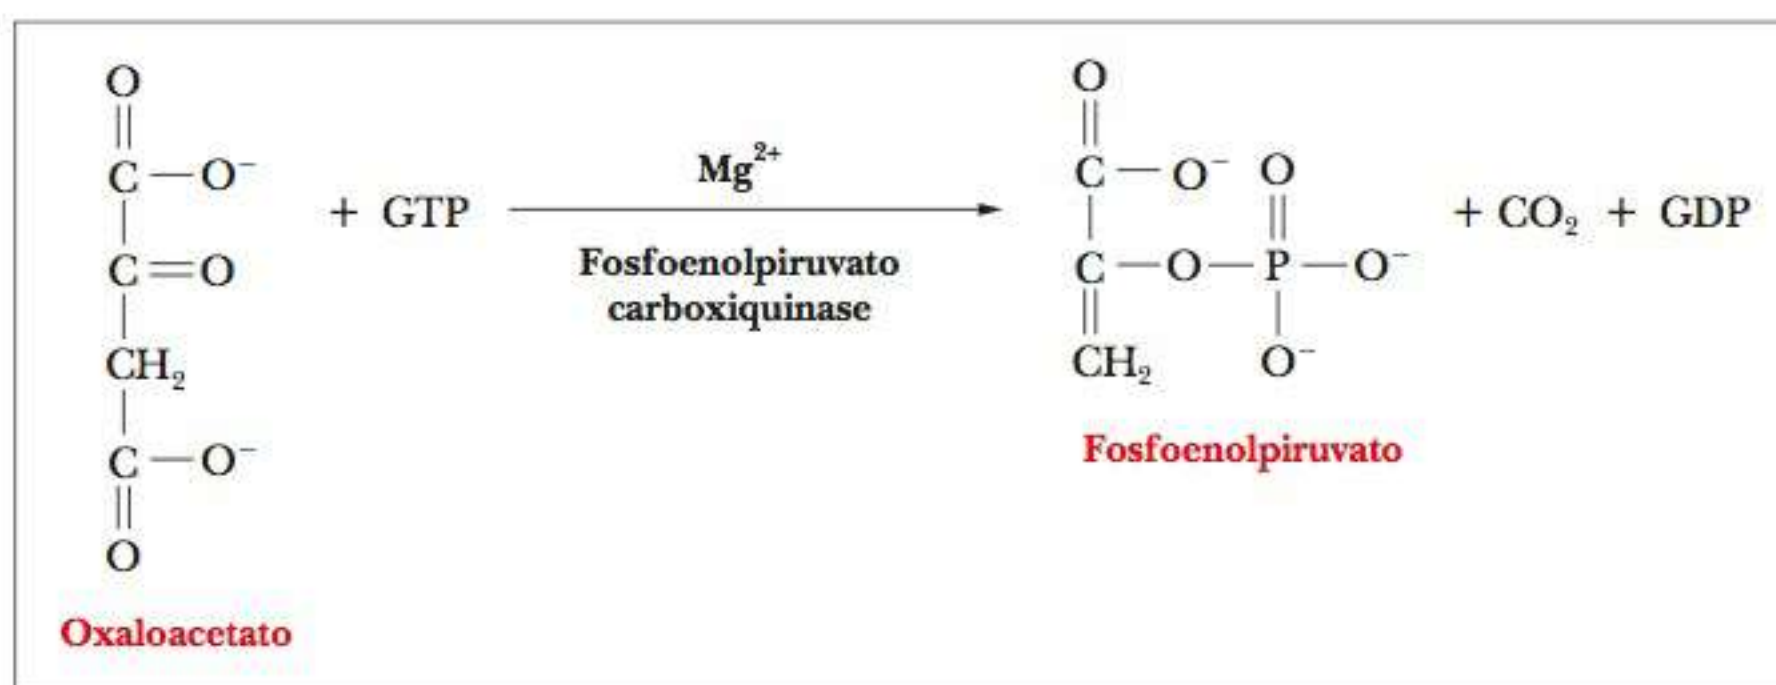 O
C—O⁻
C=O
CH₂
C—O⁻
O
Oxaloacetato
+ GTP
Mg²⁺
Fosfoenolpiruvato
carboxiquinase
O
C—O⁻ O
C—O—P—O⁻
CH₂ O⁻
Fosfoenolpiruvato
+ CO₂ + GDP